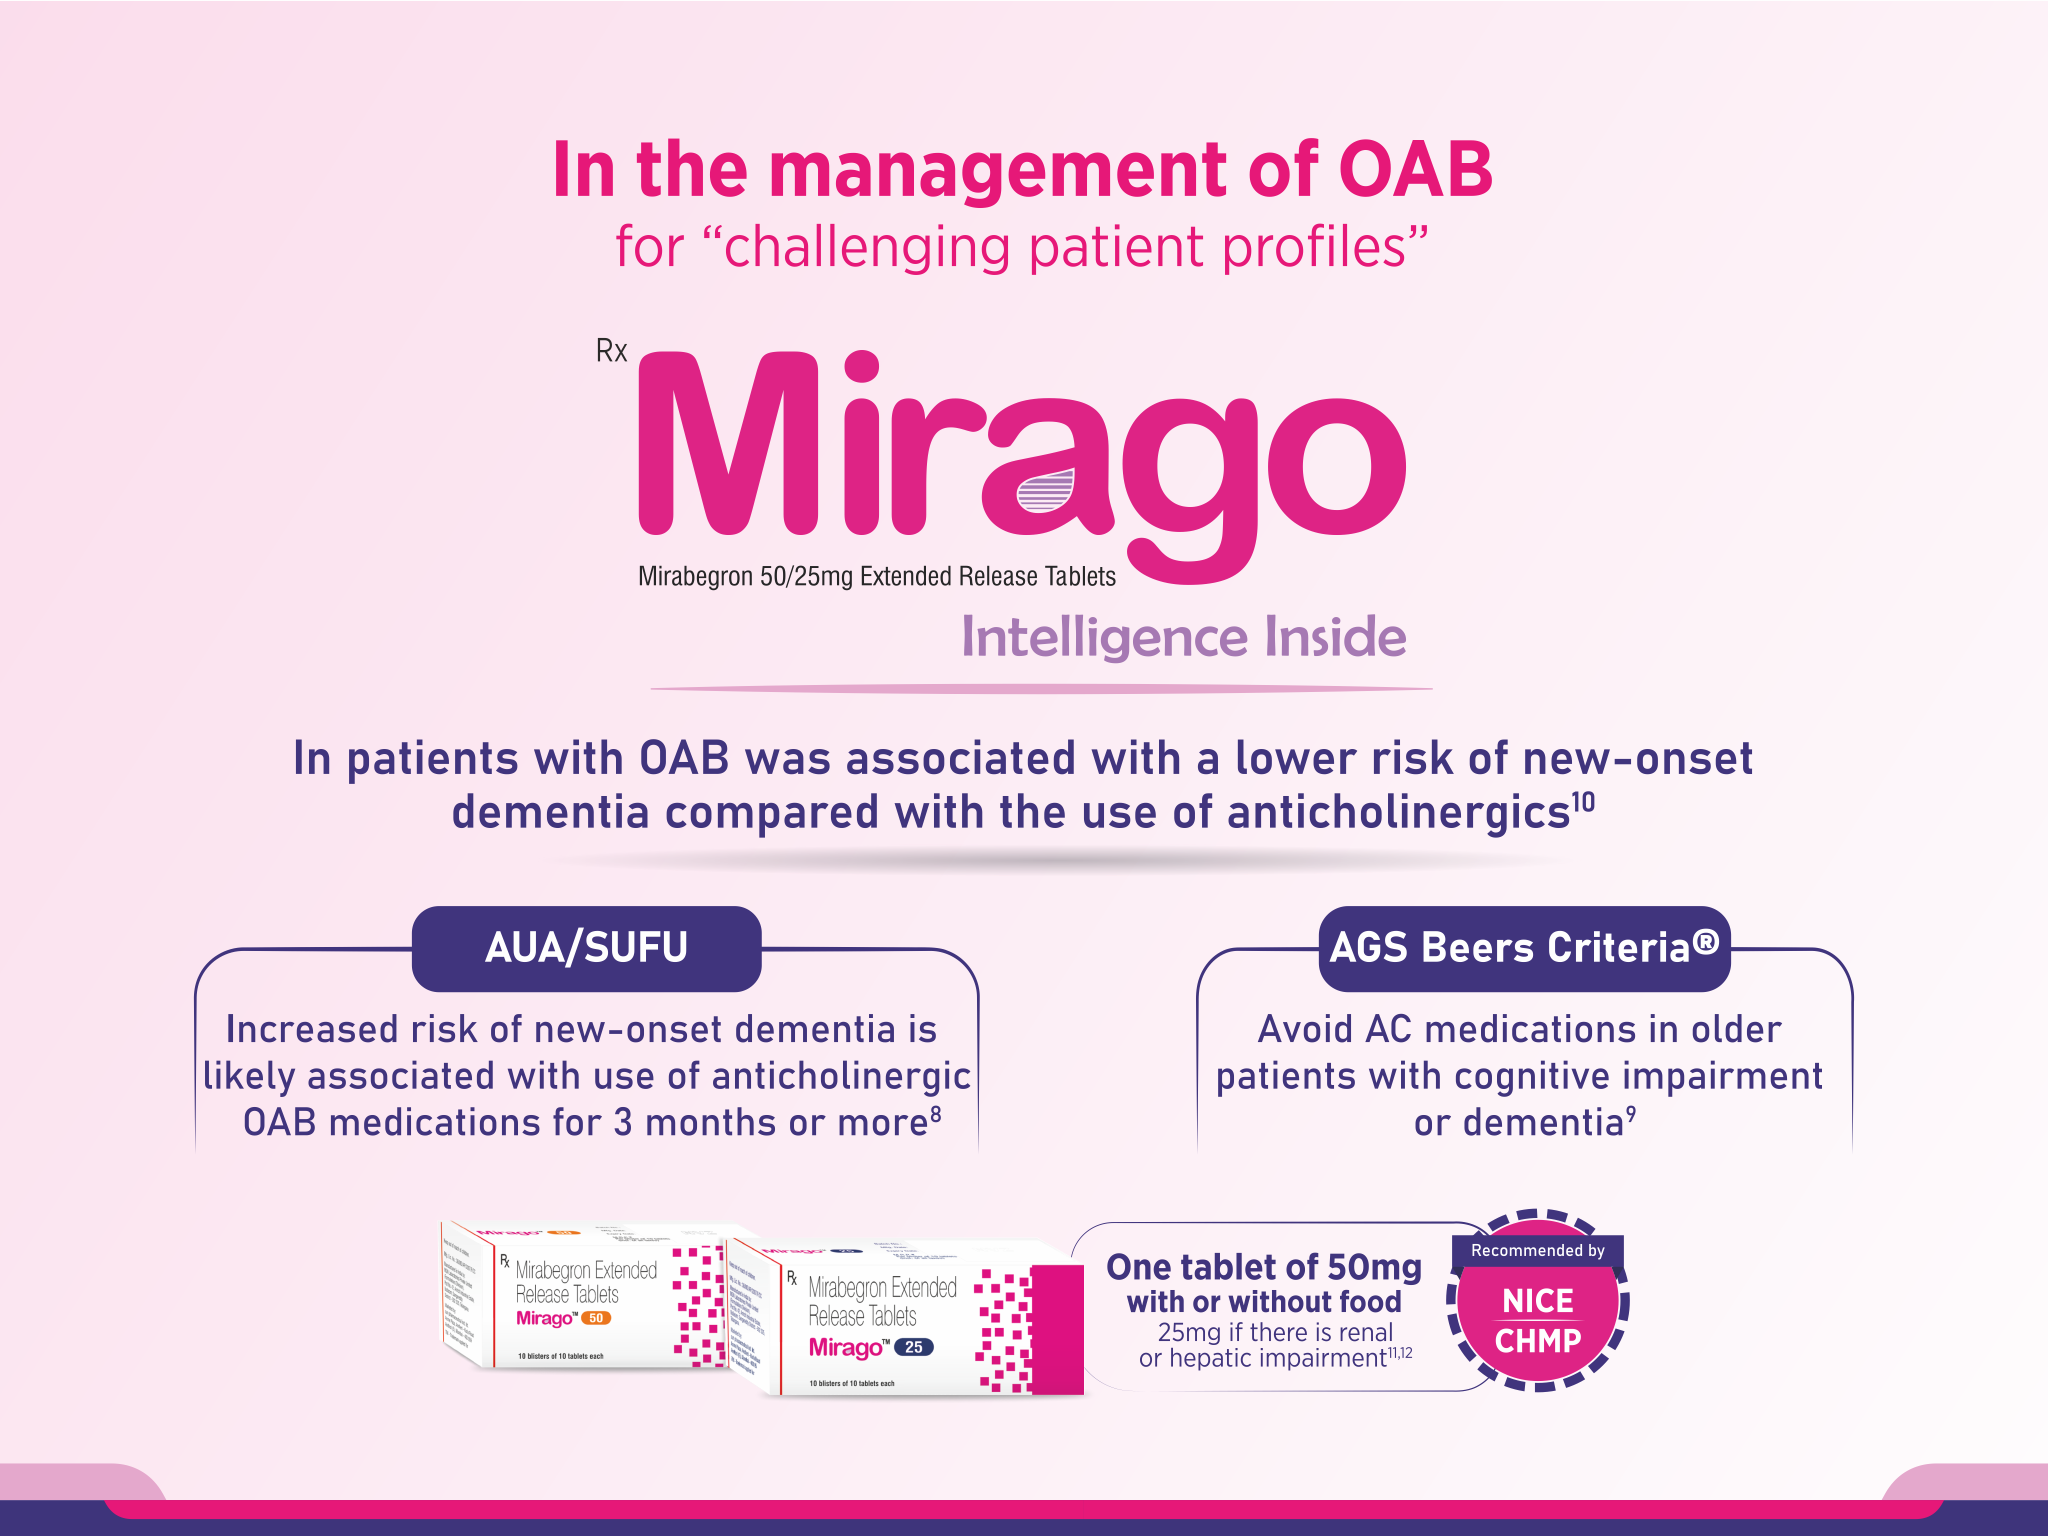 In the management of OAB
for “challenging patient profiles”
Rx
Mirago
Mirabegron 50/25mg Extended Release Tablets
Intelligence Inside
In patients with OAB was associated with a lower risk of new-onset
dementia compared with the use of anticholinergics¹⁰
AUA/SUFU
Increased risk of new-onset dementia is
likely associated with use of anticholinergic
OAB medications for 3 months or more⁸
AGS Beers Criteria®
Avoid AC medications in older
patients with cognitive impairment
or dementia⁹
Mirago™ 50
Rx
Mirabegron Extended
Release Tablets
Mirago™ 50
10 blisters of 10 tablets each
Mirago™ 25
Rx
Mirabegron Extended
Release Tablets
Mirago™ 25
10 blisters of 10 tablets each
One tablet of 50mg
with or without food
25mg if there is renal
or hepatic impairment¹¹,¹²
Recommended by
NICE
CHMP